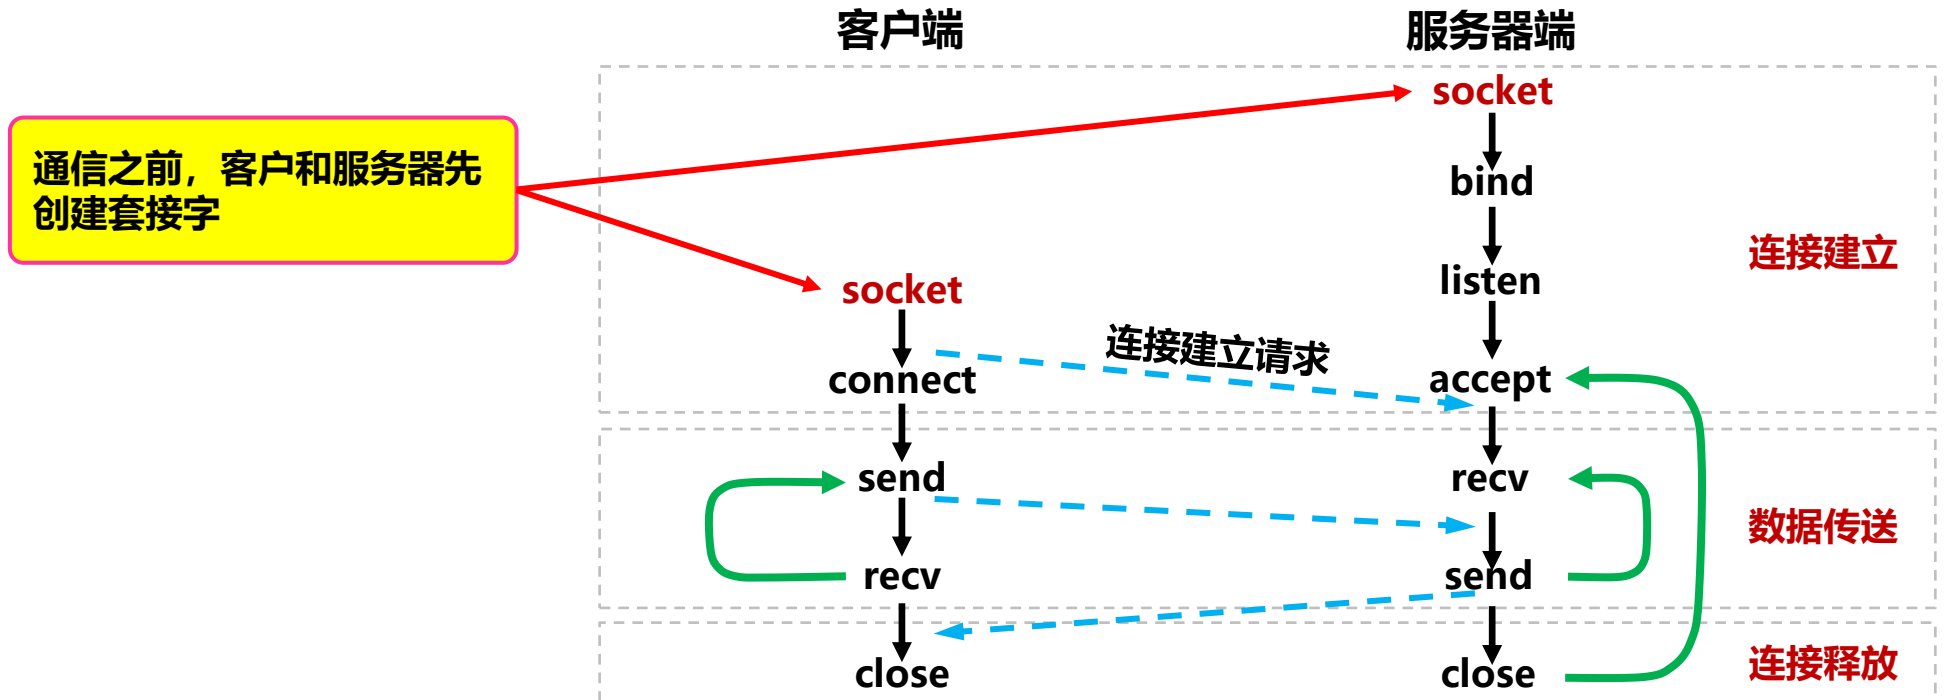 客户端
服务器端
socket
通信之前，客户和服务器先
创建套接字
bind
连接建立
listen
socket
连接建立请求
connect
accept
send
recv
数据传送
recv
send
连接释放
close
close